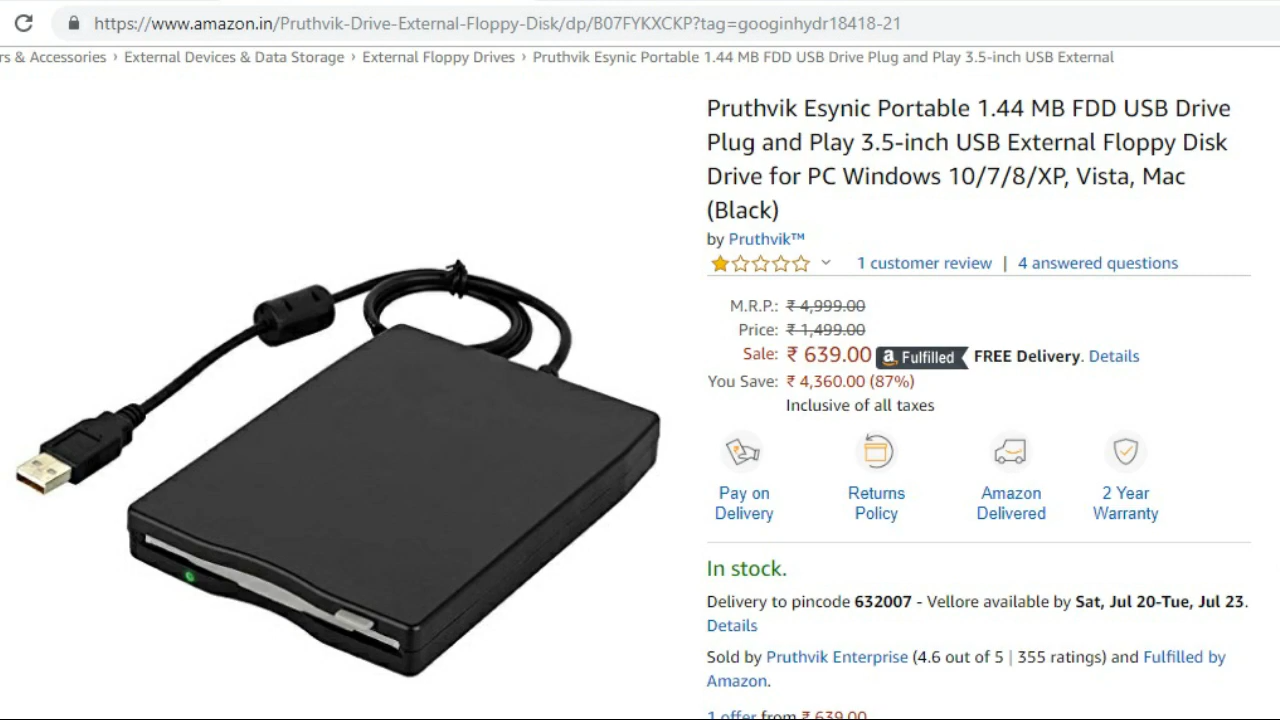 https://www.amazon.in/Pruthvik-Drive-External-Floppy-Disk/dp/B07FYKXCKP?tag=googinhydr18418-21
rs & Accessories › External Devices & Data Storage › External Floppy Drives › Pruthvik Esynic Portable 1.44 MB FDD USB Drive Plug and Play 3.5-inch USB External
Pruthvik Esynic Portable 1.44 MB FDD USB Drive
Plug and Play 3.5-inch USB External Floppy Disk
Drive for PC Windows 10/7/8/XP, Vista, Mac
(Black)
by Pruthvik™
1 customer review | 4 answered questions
M.R.P.: ₹ 4,999.00
Price: ₹ 1,499.00
Sale: ₹ 639.00 a Fulfilled FREE Delivery. Details
You Save: ₹ 4,360.00 (87%)
Inclusive of all taxes
Pay on Returns Amazon 2 Year
Delivery Policy Delivered Warranty
In stock.
Delivery to pincode 632007 - Vellore available by Sat, Jul 20-Tue, Jul 23.
Details
Sold by Pruthvik Enterprise (4.6 out of 5 | 355 ratings) and Fulfilled by
Amazon.
1 offer from ₹ 639.00